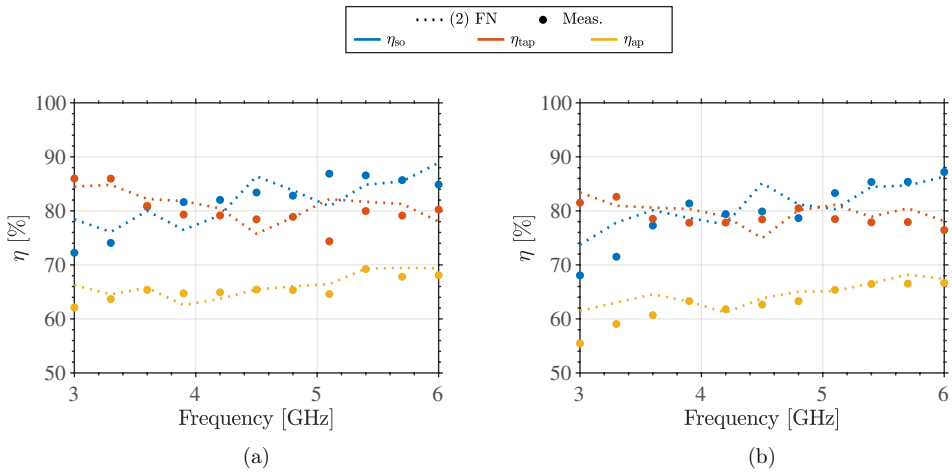 (2) FN Meas.
η_so η_tap η_ap
100
90
80
70
60
50
η [%]
3 4 5 6
Frequency [GHz]
(a)
100
90
80
70
60
50
η [%]
3 4 5 6
Frequency [GHz]
(b)